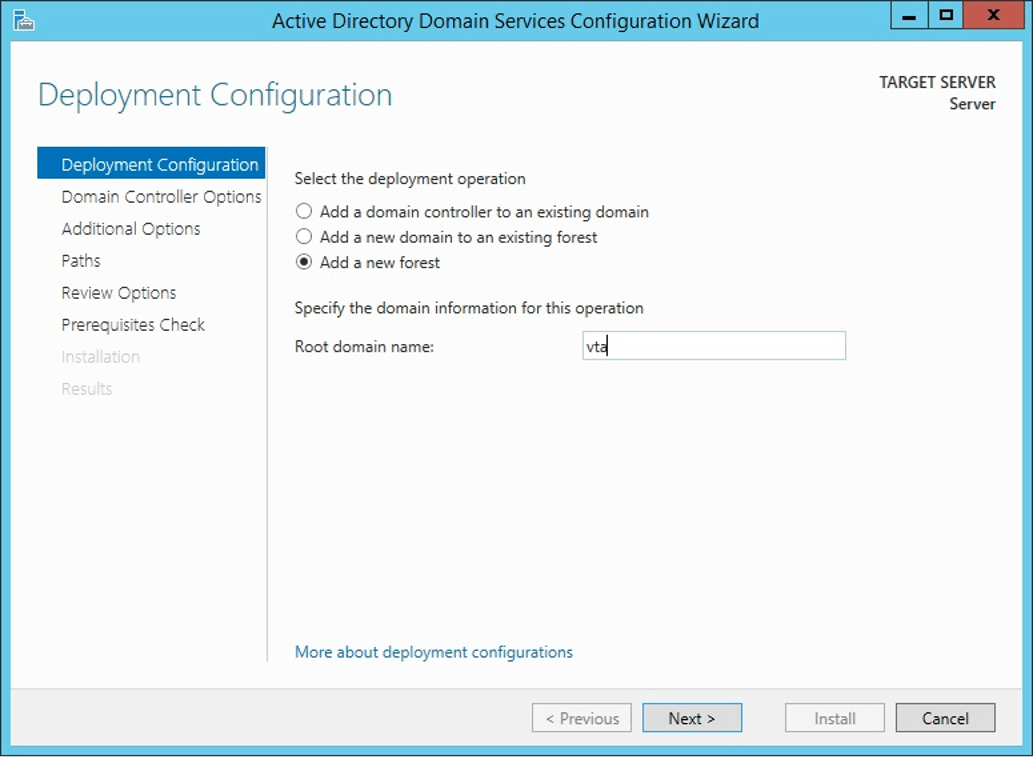 Active Directory Domain Services Configuration Wizard
Deployment Configuration
TARGET SERVER
Server
Deployment Configuration
Domain Controller Options
Additional Options
Paths
Review Options
Prerequisites Check
Installation
Results
Select the deployment operation
Add a domain controller to an existing domain
Add a new domain to an existing forest
Add a new forest
Specify the domain information for this operation
Root domain name: vta
More about deployment configurations
< Previous Next > Install Cancel